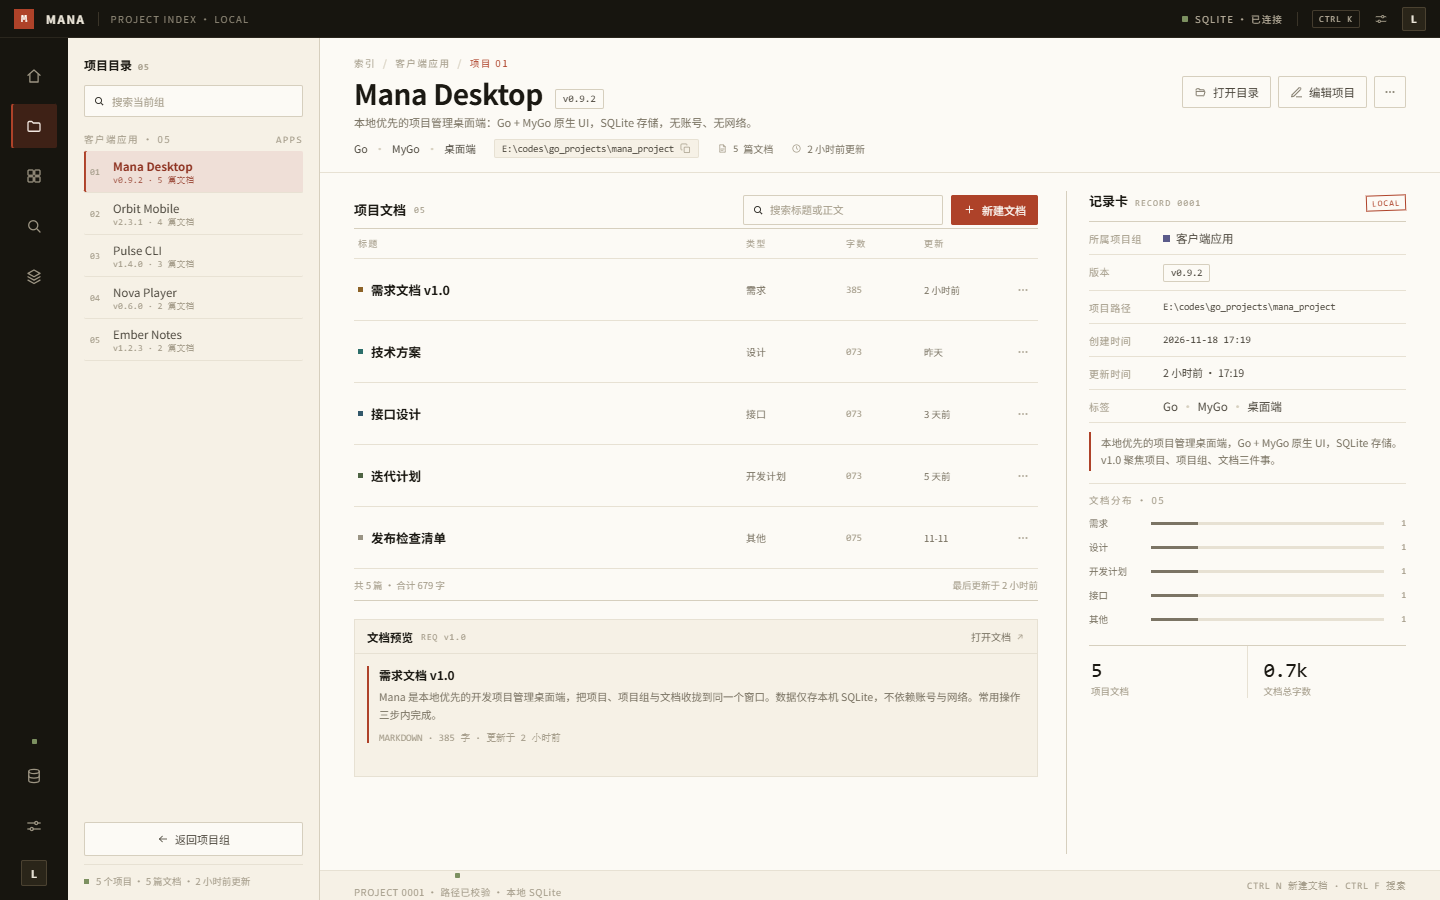 M MANA PROJECT INDEX • LOCAL
SQLITE • 已连接 CTRL K L
项目目录 05
搜索当前组
客户端应用 • 05 APPS
01 Mana Desktop
v0.9.2 · 5 篇文档
02 Orbit Mobile
v2.3.1 · 4 篇文档
03 Pulse CLI
v1.4.0 · 3 篇文档
04 Nova Player
v0.6.0 · 2 篇文档
05 Ember Notes
v1.2.3 · 2 篇文档
返回项目组
5 个项目 • 5 篇文档 • 2 小时前更新
L
索引 / 客户端应用 / 项目 01
Mana Desktop v0.9.2
打开目录 编辑项目 ···
本地优先的项目管理桌面端：Go + MyGo 原生 UI，SQLite 存储，无账号、无网络。
Go · MyGo · 桌面端 E:\codes\go_projects\mana_project 5 篇文档 2 小时前更新
项目文档 05 搜索标题或正文 + 新建文档
标题 类型 字数 更新
需求文档 v1.0 需求 385 2 小时前 ···
技术方案 设计 073 昨天 ···
接口设计 接口 073 3 天前 ···
迭代计划 开发计划 073 5 天前 ···
发布检查清单 其他 075 11-11 ···
共 5 篇 • 合计 679 字 最后更新于 2 小时前
文档预览 REQ v1.0 打开文档 ↗
需求文档 v1.0
Mana 是本地优先的开发项目管理桌面端，把项目、项目组与文档收拢到同一个窗口。数据仅存本机 SQLite，不依赖账号与网络。常用操作
三步内完成。
MARKDOWN · 385 字 · 更新于 2 小时前
记录卡 RECORD 0001 LOCAL
所属项目组 客户端应用
版本 v0.9.2
项目路径 E:\codes\go_projects\mana_project
创建时间 2026-11-18 17:19
更新时间 2 小时前 • 17:19
标签 Go • MyGo • 桌面端
本地优先的项目管理桌面端，Go + MyGo 原生 UI，SQLite 存储。
v1.0 聚焦项目、项目组、文档三件事。
文档分布 • 05
需求 1
设计 1
开发计划 1
接口 1
其他 1
5 0.7k
项目文档 文档总字数
PROJECT 0001 • 路径已校验 • 本地 SQLite
CTRL N 新建文档 · CTRL F 搜索